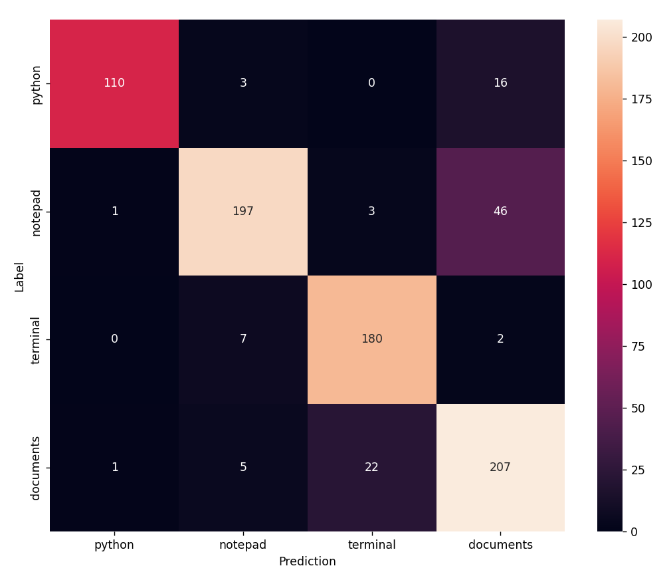 python 110 3 0 16
notepad 1 197 3 46
terminal 0 7 180 2
documents 1 5 22 207
Label
python notepad terminal documents
Prediction
200
175
150
125
100
75
50
25
0